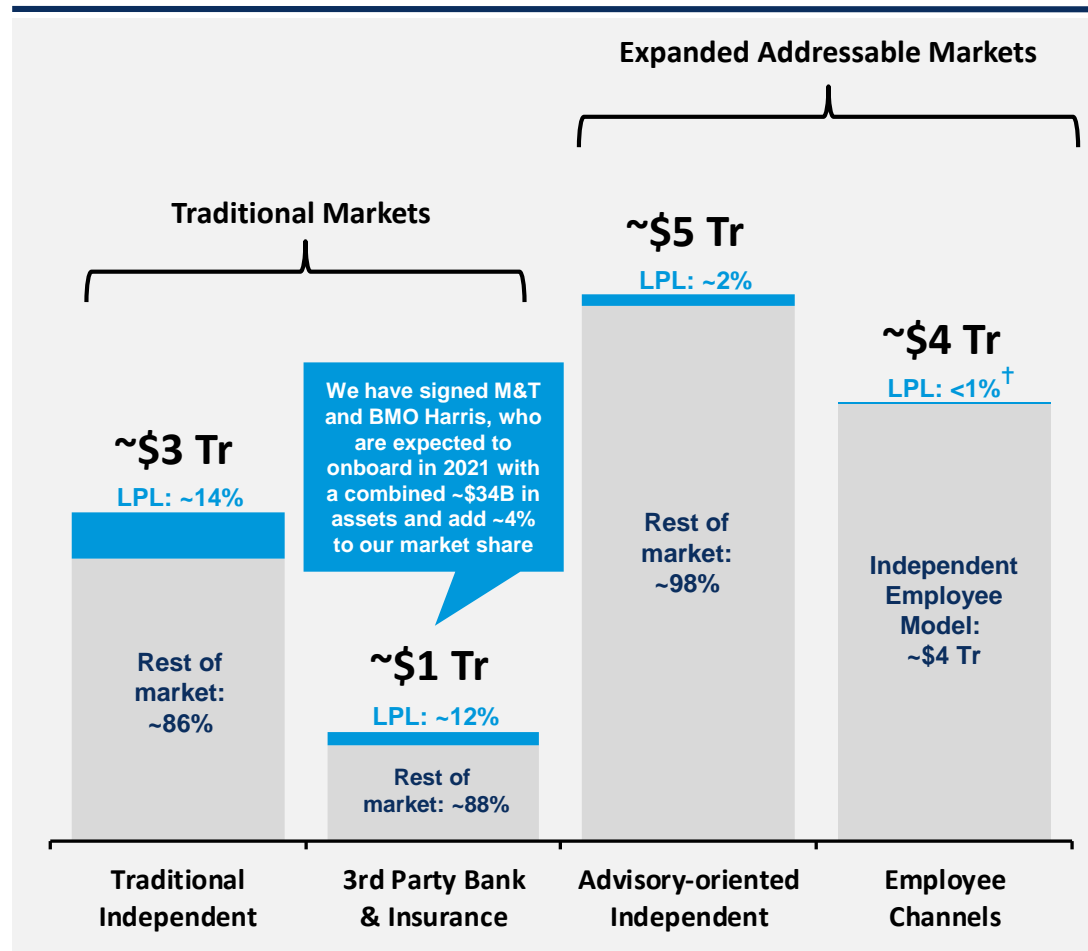 Expanded Addressable Markets
Traditional Markets
~$5 Tr
LPL: ~2%
~$4 Tr
LPL: <1%†
We have signed M&T
and BMO Harris, who
are expected to
onboard in 2021 with
a combined ~$34B in
assets and add ~4%
to our market share
~$3 Tr
LPL: ~14%
Rest of
market:
~98%
Independent
Employee
Model:
~$4 Tr
~$1 Tr
LPL: ~12%
Rest of
market:
~86%
Rest of
market: ~88%
Traditional
Independent
3rd Party Bank
& Insurance
Advisory-oriented
Independent
Employee
Channels